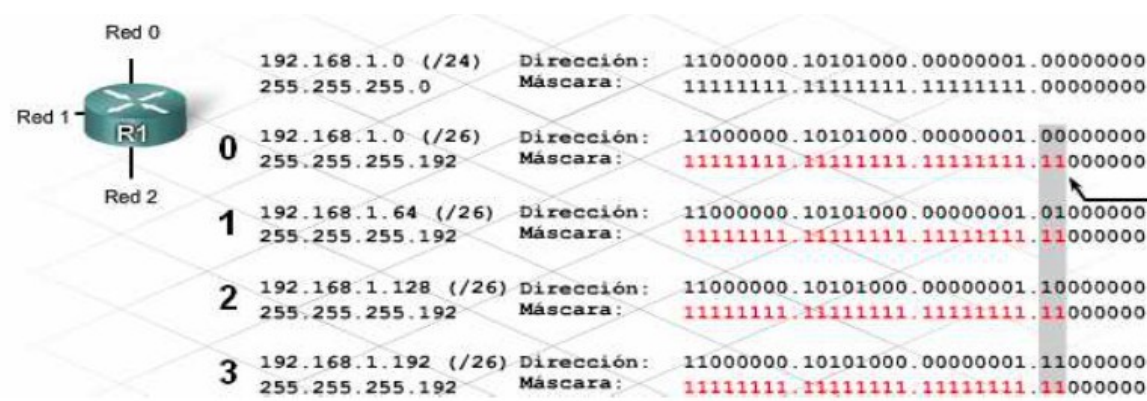 Red 0
Red 1
R1
Red 2
192.168.1.0 (/24) Dirección: 11000000.10101000.00000001.00000000
255.255.255.0 Máscara: 11111111.11111111.11111111.00000000
0
192.168.1.0 (/26) Dirección: 11000000.10101000.00000001.00000000
255.255.255.192 Máscara: 11111111.11111111.11111111.11000000
1
192.168.1.64 (/26) Dirección: 11000000.10101000.00000001.01000000
255.255.255.192 Máscara: 11111111.11111111.11111111.11000000
2
192.168.1.128 (/26) Dirección: 11000000.10101000.00000001.10000000
255.255.255.192 Máscara: 11111111.11111111.11111111.11000000
3
192.168.1.192 (/26) Dirección: 11000000.10101000.00000001.11000000
255.255.255.192 Máscara: 11111111.11111111.11111111.11000000